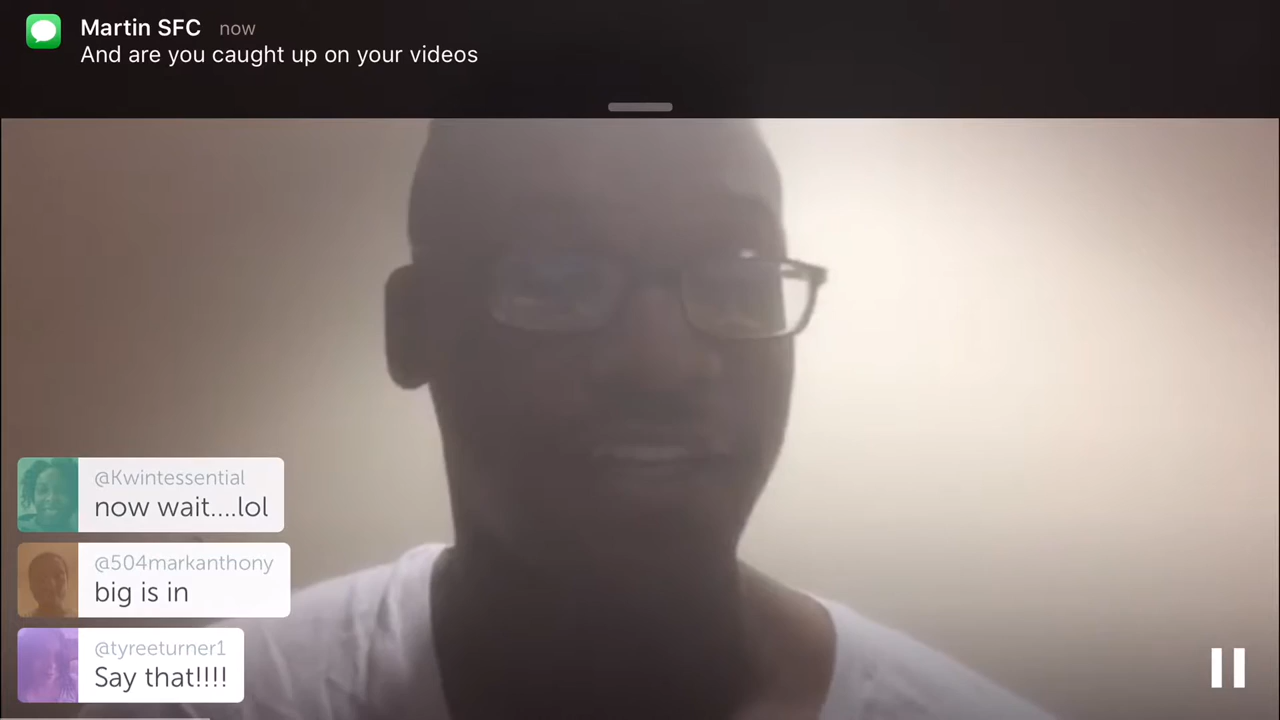 Martin SFC now
And are you caught up on your videos
@Kwintessential
now wait....lol
@504markanthony
big is in
@tyreeturner1
Say that!!!!